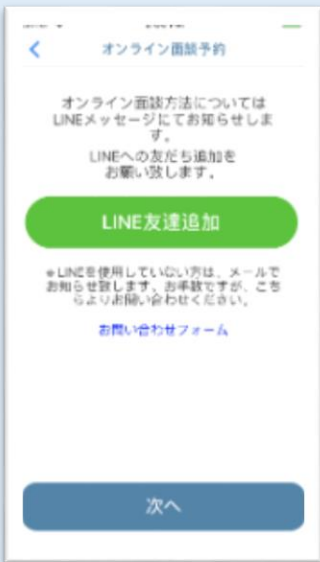 オンライン面談予約
オンライン面談方法については
LINEメッセージにてお知らせしま
す。
LINEへの友だち追加を
お願い致します。
LINE友達追加
※LINEを使用していない方は、メールで
お知らせ致します。お手数ですが、こち
らよりお問い合わせください。
お問い合わせフォーム
次へ